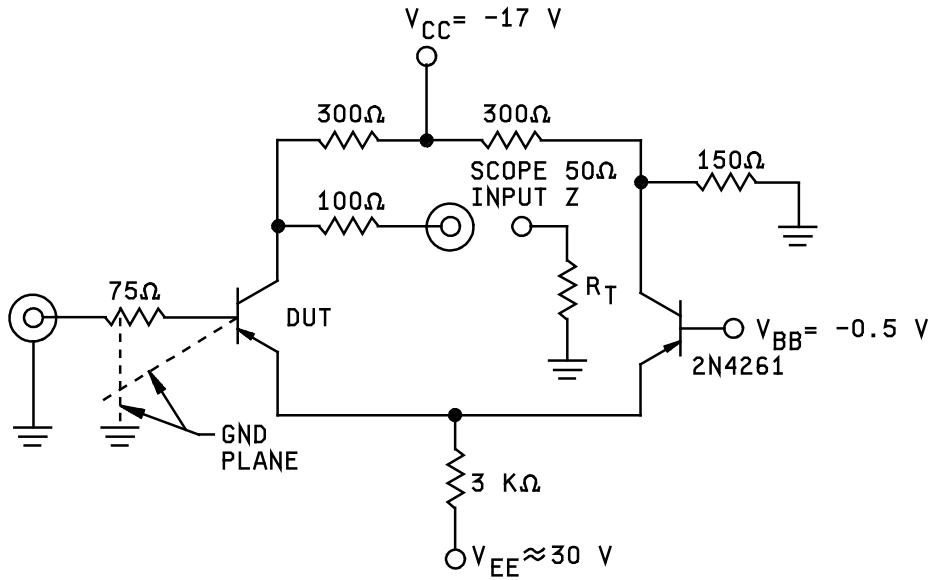 VCC= -17 V
300Ω
300Ω
SCOPE 50Ω
INPUT Z
150Ω
100Ω
75Ω
DUT
RT
VBB= -0.5 V
2N4261
GND
PLANE
3 KΩ
VEE≈30 V